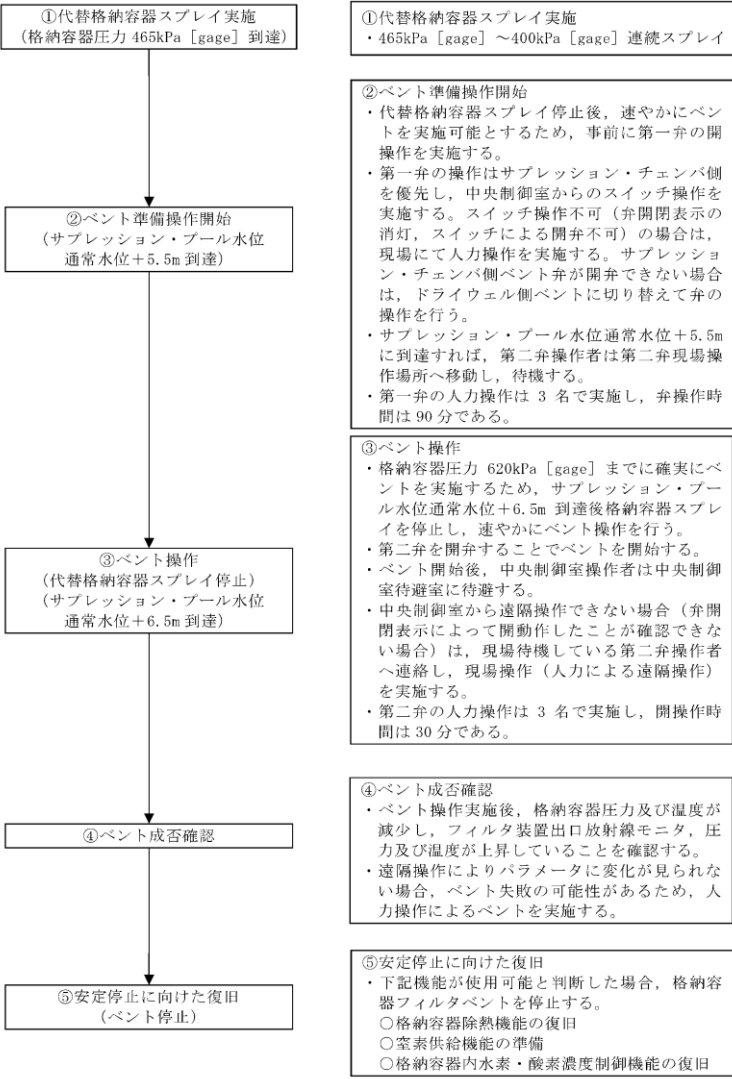 ①代替格納容器スプレイ実施
(格納容器圧力 465kPa［gage］到達)
②ベント準備操作開始
(サプレッション・プール水位
通常水位＋5.5m 到達)
③ベント操作
(代替格納容器スプレイ停止)
(サプレッション・プール水位
通常水位＋6.5m 到達)
④ベント成否確認
⑤安定停止に向けた復旧
(ベント停止)
①代替格納容器スプレイ実施
・465kPa［gage］～400kPa［gage］連続スプレイ
②ベント準備操作開始
・代替格納容器スプレイ停止後，速やかにベン
トを実施可能とするため，事前に第一弁の開
操作を実施する。
・第一弁の操作はサプレッション・チェンバ側
を優先し，中央制御室からのスイッチ操作を
実施する。スイッチ操作不可（弁開閉表示の
消灯，スイッチによる開弁不可）の場合は，
現場にて人力操作を実施する。サプレッショ
ン・チェンバ側ベント弁が開弁できない場合
は，ドライウェル側ベントに切り替えて弁の
操作を行う。
・サプレッション・プール水位通常水位＋5.5m
に到達すれば，第二弁操作者は第二弁現場操
作場所へ移動し，待機する。
・第一弁の人力操作は 3 名で実施し，弁操作時
間は 90 分である。
③ベント操作
・格納容器圧力 620kPa［gage］までに確実にベ
ントを実施するため，サプレッション・プー
ル水位通常水位＋6.5m 到達後格納容器スプレ
イを停止し，速やかにベント操作を行う。
・第二弁を開弁することでベントを開始する。
・ベント開始後，中央制御室操作者は中央制御
室待避室に待避する。
・中央制御室から遠隔操作できない場合（弁開
閉表示によって開動作したことが確認できな
い場合）は，現場待機している第二弁操作者
へ連絡し，現場操作（人力による遠隔操作）
を実施する。
・第二弁の人力操作は 3 名で実施し，開操作時
間は 30 分である。
④ベント成否確認
・ベント操作実施後，格納容器圧力及び温度が
減少し，フィルタ装置出口放射線モニタ，圧
力及び温度が上昇していることを確認する。
・遠隔操作によりパラメータに変化が見られな
い場合，ベント失敗の可能性があるため，人
力操作によるベントを実施する。
⑤安定停止に向けた復旧
・下記機能が使用可能と判断した場合，格納容
器フィルタベントを停止する。
○格納容器除熱機能の復旧
○窒素供給機能の準備
○格納容器内水素・酸素濃度制御機能の復旧